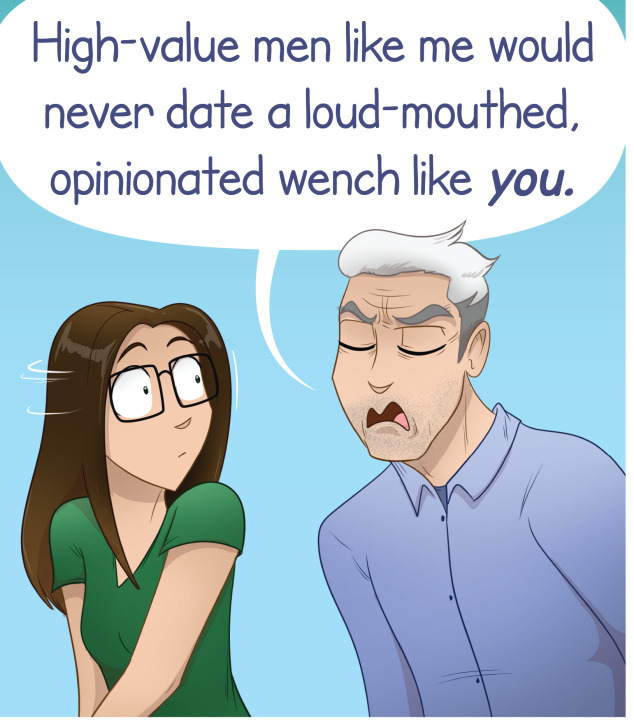 High-value men like me would
never date a loud-mouthed,
opinionated wench like you.